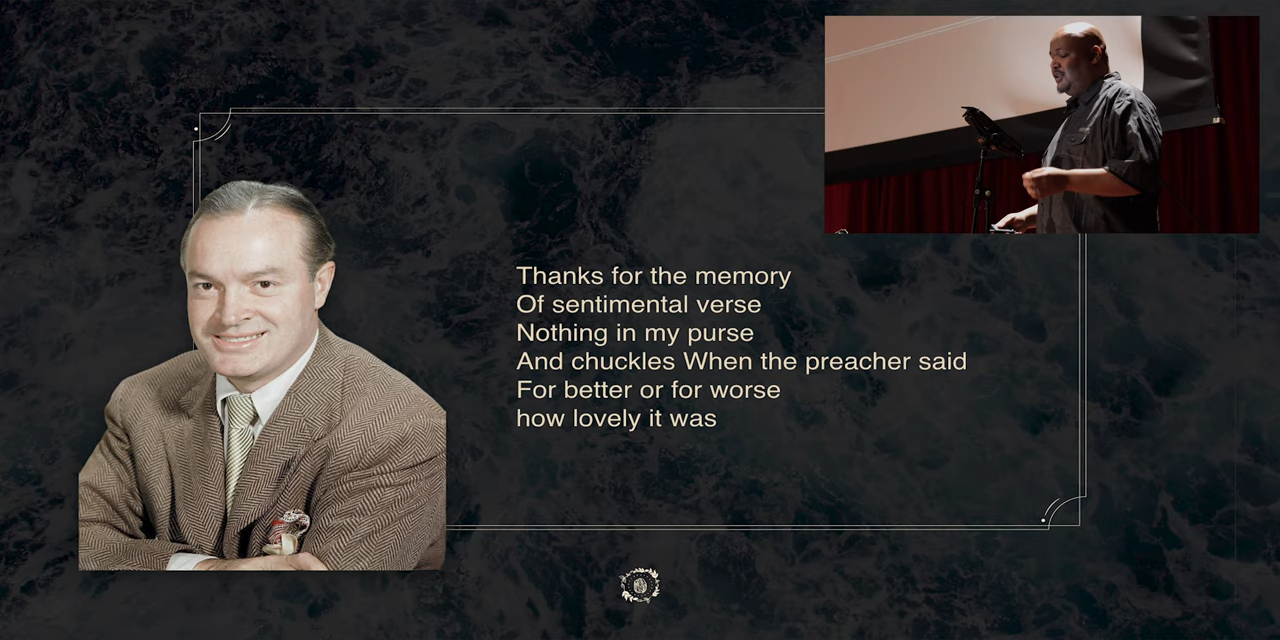 Thanks for the memory
Of sentimental verse
Nothing in my purse
And chuckles When the preacher said
For better or for worse
how lovely it was